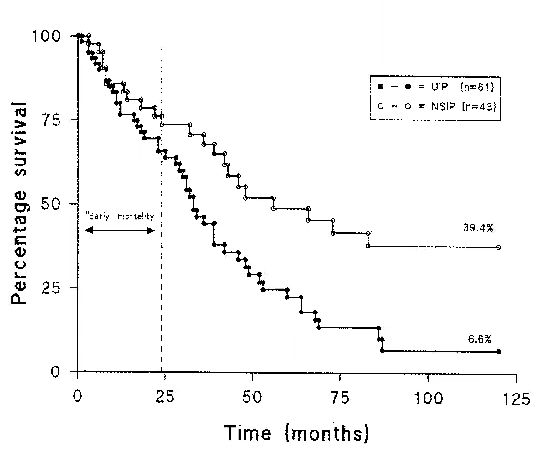 100
75
50
25
0
Percentage survival
= UIP (n=61)
= NSIP (n=43)
"Early" mortality
39.4%
6.6%
0 25 50 75 100 125
Time (months)